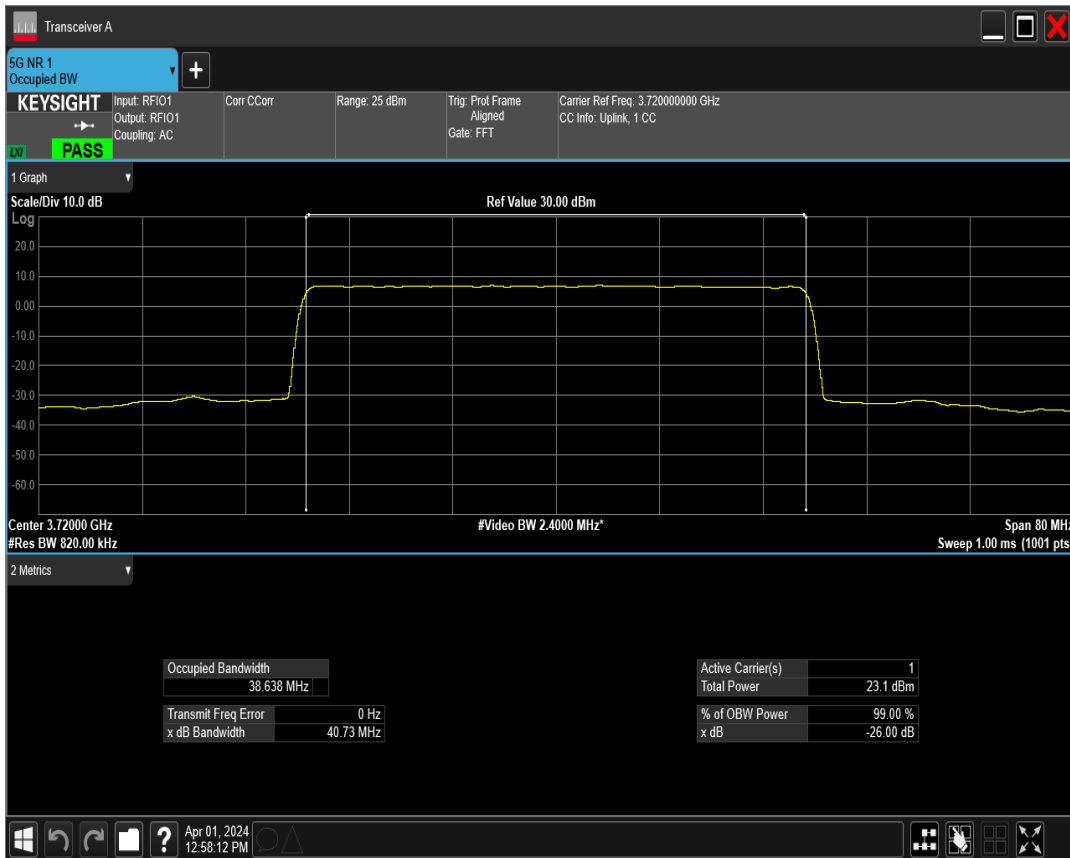 Transceiver A
5G NR 1
Occupied BW
+
KEYSIGHT
LXI
PASS
Input: RFIO1
Output: RFIO1
Coupling: AC
Corr CCorr
Range: 25 dBm
Trig: Prot Frame
Aligned
Gate: FFT
Carrier Ref Freq: 3.720000000 GHz
CC Info: Uplink, 1 CC
1 Graph
Scale/Div 10.0 dB
Ref Value 30.00 dBm
Log
20.0
10.0
0.00
-10.0
-20.0
-30.0
-40.0
-50.0
-60.0
Center 3.72000 GHz
#Video BW 2.4000 MHz*
Span 80 MHz
#Res BW 820.00 kHz
Sweep 1.00 ms (1001 pts
2 Metrics
Occupied Bandwidth
38.638 MHz
Transmit Freq Error 0 Hz
x dB Bandwidth 40.73 MHz
Active Carrier(s) 1
Total Power 23.1 dBm
% of OBW Power 99.00 %
x dB -26.00 dB
?
Apr 01, 2024
12:58:12 PM